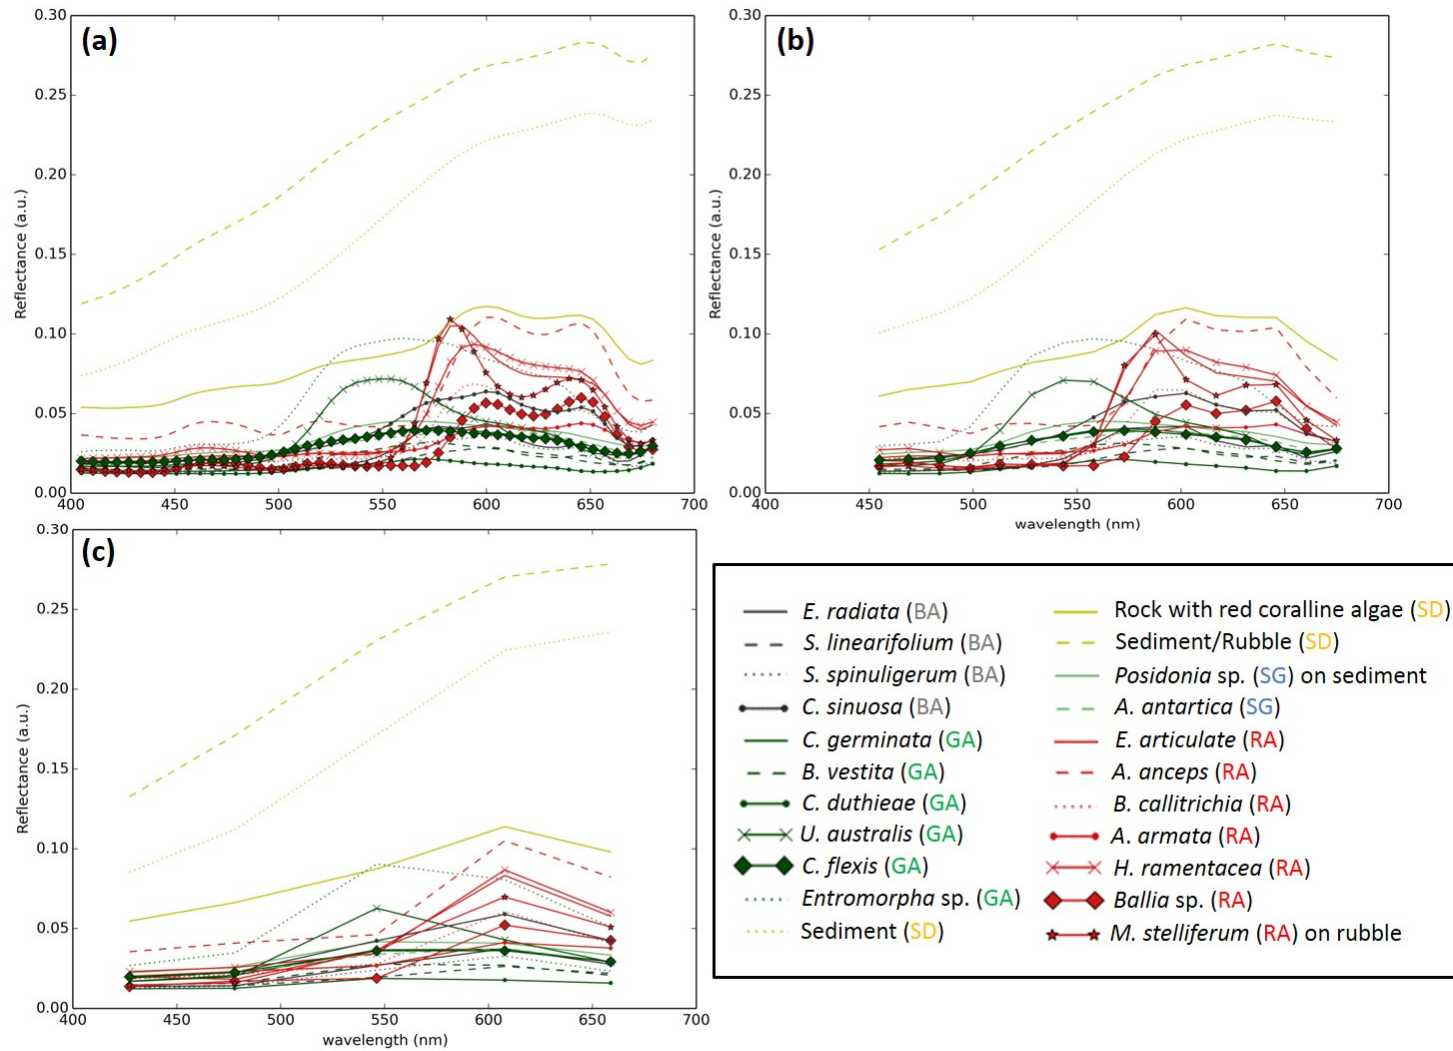 (a)
0.30
0.25
0.20
0.15
0.10
0.05
0.00
Reflectance (a.u.)
400 450 500 550 600 650 700
(b)
0.30
0.25
0.20
0.15
0.10
0.05
0.00
Reflectance (a.u.)
400 450 500 550 600 650 700
wavelength (nm)
(c)
0.30
0.25
0.20
0.15
0.10
0.05
0.00
Reflectance (a.u.)
400 450 500 550 600 650 700
wavelength (nm)
E. radiata (BA)
S. linearifolium (BA)
S. spinuligerum (BA)
C. sinuosa (BA)
C. germinata (GA)
B. vestita (GA)
C. duthieae (GA)
U. australis (GA)
C. flexis (GA)
Entromorpha sp. (GA)
Sediment (SD)
Rock with red coralline algae (SD)
Sediment/Rubble (SD)
Posidonia sp. (SG) on sediment
A. antartica (SG)
E. articulate (RA)
A. anceps (RA)
B. callitrichia (RA)
A. armata (RA)
H. ramentacea (RA)
Ballia sp. (RA)
M. stelliferum (RA) on rubble